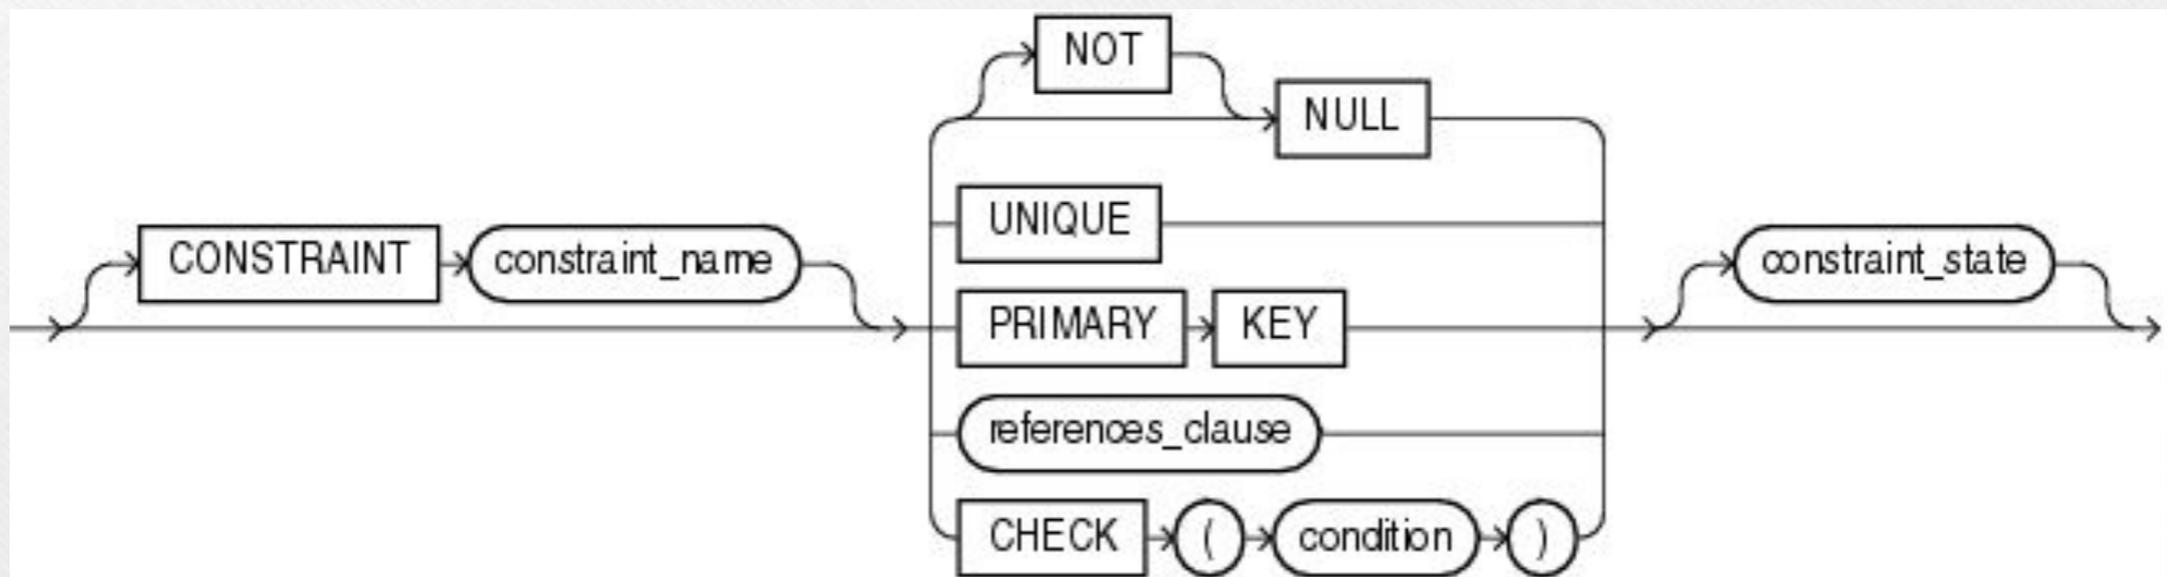 NOT
NULL
UNIQUE
CONSTRAINT constraint_name
constraint_state
PRIMARY KEY
references_clause
CHECK ( condition )